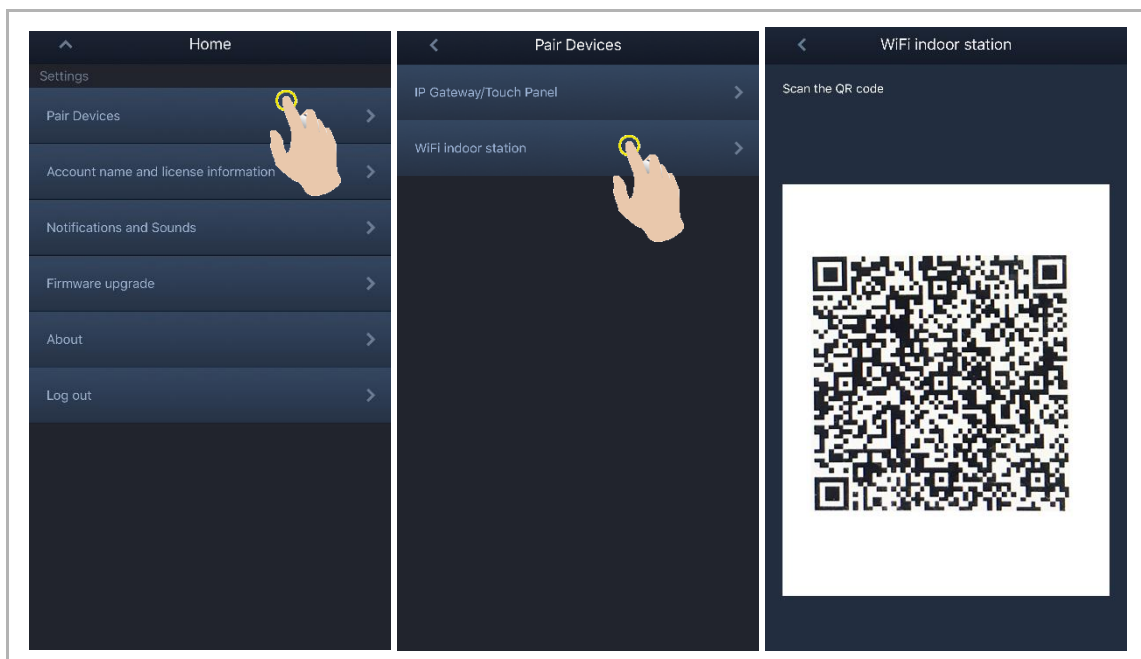 Home
Settings
Pair Devices
Account name and license information
Notifications and Sounds
Firmware upgrade
About
Log out
Pair Devices
IP Gateway/Touch Panel
WiFi indoor station
WiFi indoor station
Scan the QR code